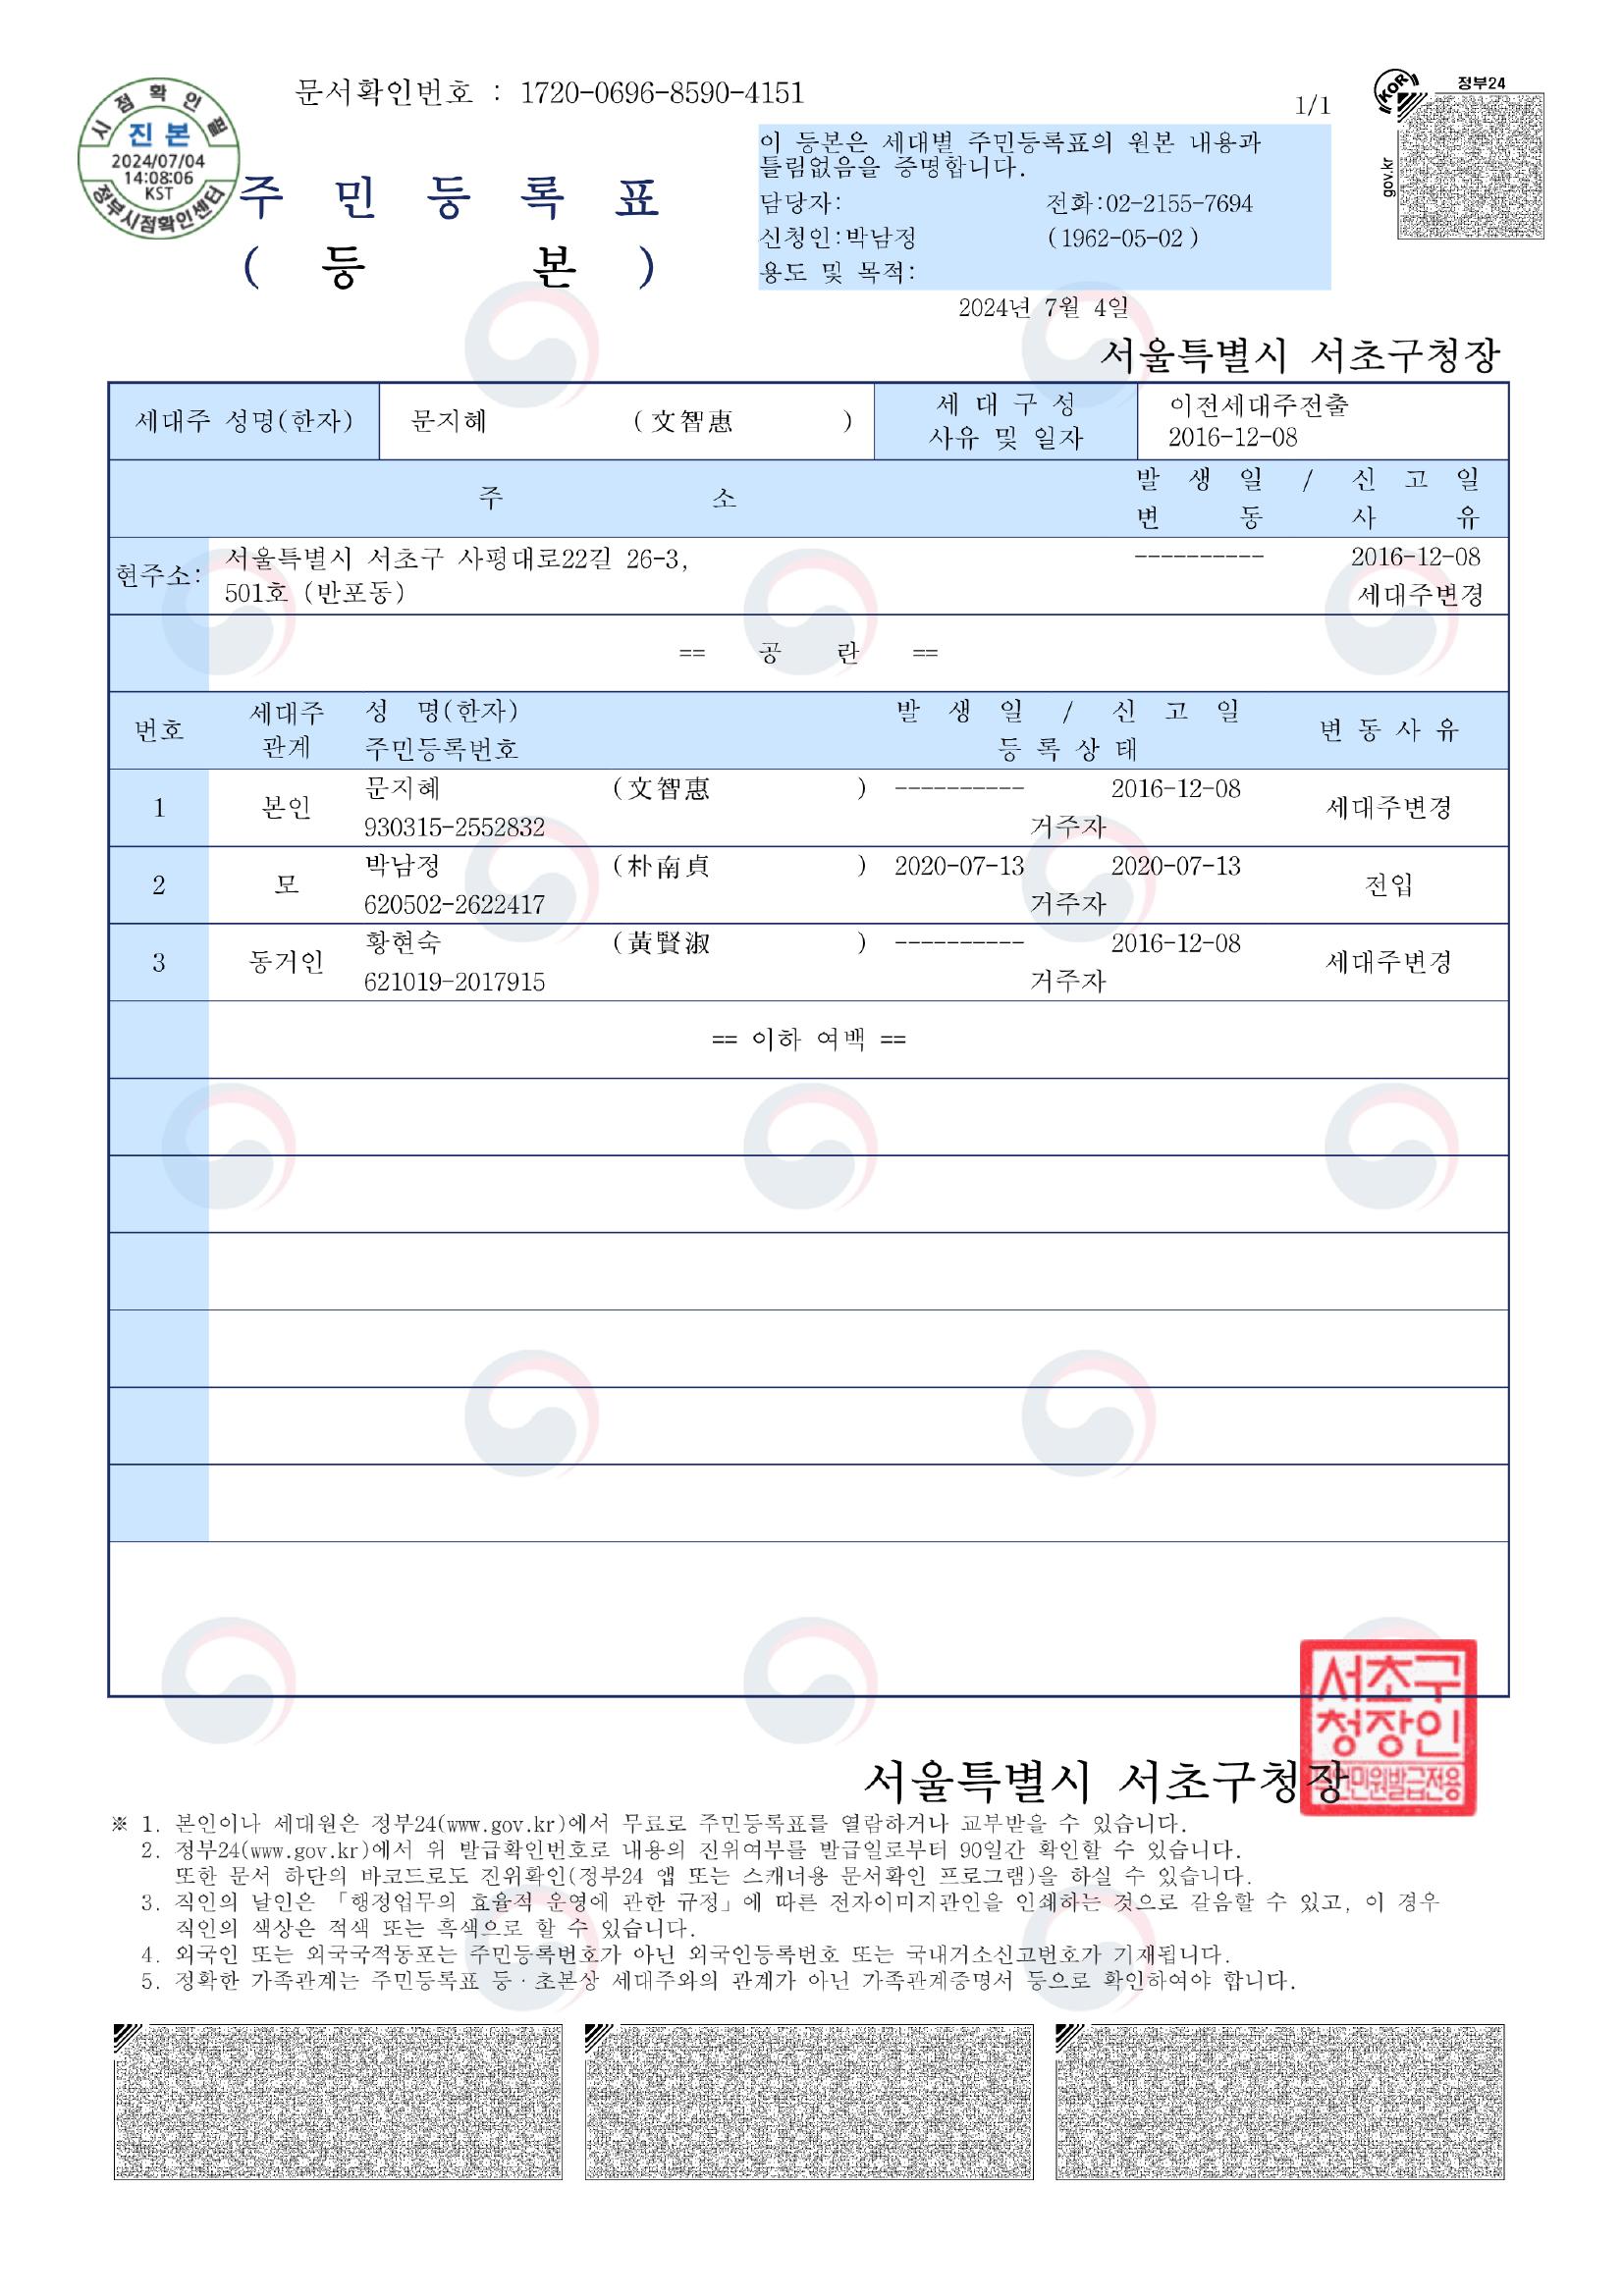 문서확인번호 : 1720-0696-8590-4151
1/1
정부24
KOR
gov.kr
시 점 확 인 필
진 본
2024/07/04
14:08:06
KST
정부시점확인센터
주 민 등 록 표
( 등 본 )
이 등본은 세대별 주민등록표의 원본 내용과
틀림없음을 증명합니다.
담당자: 전화:02-2155-7694
신청인:박남정 (1962-05-02 )
용도 및 목적:
2024년 7월 4일
서울특별시 서초구청장
세대주 성명(한자) 문지혜 (文智惠 ) 세 대 구 성 사유 및 일자 이전세대주전출 2016-12-08
주 소 발 생 일 / 신 고 일
변 동 사 유
현주소: 서울특별시 서초구 사평대로22길 26-3, ---------- 2016-12-08
501호 (반포동) 세대주변경
== 공 란 ==
번호 세대주 관계 성 명(한자) 주민등록번호 발 생 일 / 신 고 일 등 록 상 태 변 동 사 유
1 본인 문지혜 (文智惠 ) ---------- 2016-12-08 세대주변경
930315-2552832 거주자
2 모 박남정 (朴南貞 ) 2020-07-13 2020-07-13 전입
620502-2622417 거주자
3 동거인 황현숙 (黃賢淑 ) ---------- 2016-12-08 세대주변경
621019-2017915 거주자
== 이하 여백 ==
서울특별시 서초구청장
서초구
청장인
민원발급전용
※ 1. 본인이나 세대원은 정부24(www.gov.kr)에서 무료로 주민등록표를 열람하거나 교부받을 수 있습니다.
2. 정부24(www.gov.kr)에서 위 발급확인번호로 내용의 진위여부를 발급일로부터 90일간 확인할 수 있습니다.
또한 문서 하단의 바코드로도 진위확인(정부24 앱 또는 스캐너용 문서확인 프로그램)을 하실 수 있습니다.
3. 직인의 날인은 「행정업무의 효율적 운영에 관한 규정」에 따른 전자이미지관인을 인쇄하는 것으로 갈음할 수 있고, 이 경우
직인의 색상은 적색 또는 흑색으로 할 수 있습니다.
4. 외국인 또는 외국국적동포는 주민등록번호가 아닌 외국인등록번호 또는 국내거소신고번호가 기재됩니다.
5. 정확한 가족관계는 주민등록표 등·초본상 세대주와의 관계가 아닌 가족관계증명서 등으로 확인하여야 합니다.